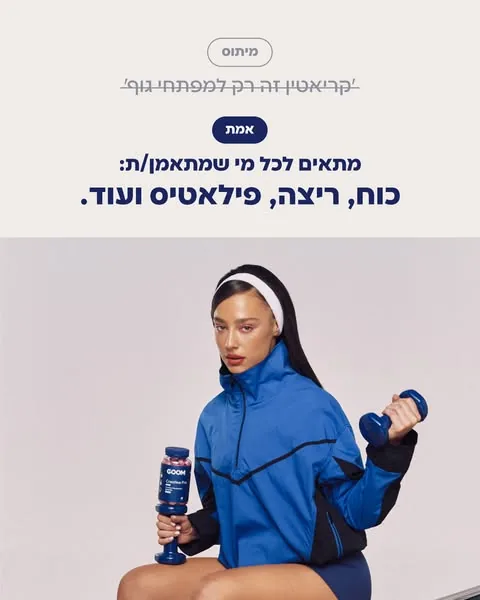 מיתוס
'קריאטין זה רק למפתחי גוף'
אמת
מתאים לכל מי שמתאמן/ת:
כוח, ריצה, פילאטיס ועוד.
GOOM